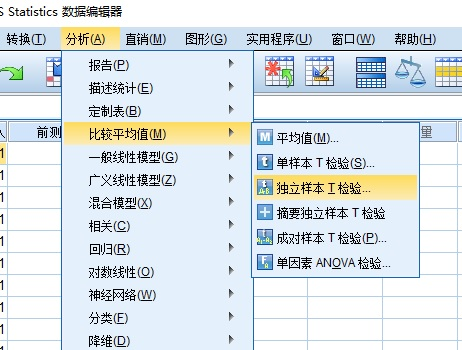 S Statistics 数据编辑器
转换(T) 分析(A) 直销(M) 图形(G) 实用程序(U) 窗口(W) 帮助(H)
报告(P)
描述统计(E)
定制表(B)
比较平均值(M)
一般线性模型(G)
广义线性模型(Z)
混合模型(X)
相关(C)
回归(R)
对数线性(O)
神经网络(W)
分类(F)
降维(D)
前测
量
平均值(M)...
单样本 T 检验(S)...
独立样本 T 检验...
摘要独立样本 T 检验
成对样本 T 检验(P)...
单因素 ANOVA 检验...
1
1
1
1
1
1
1
1
1